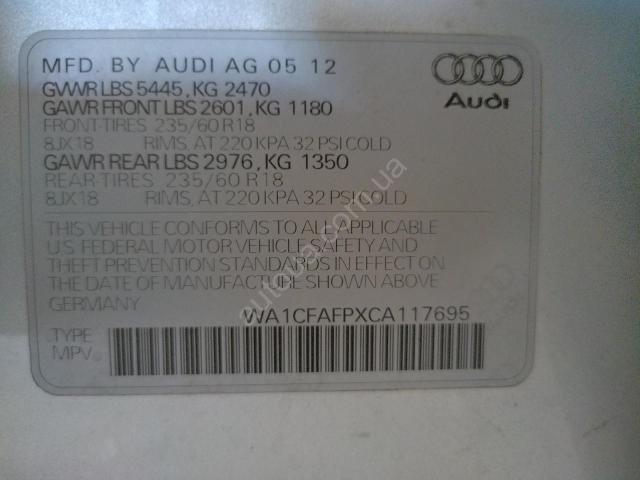 MFD. BY AUDI AG 05 12
GVWR LBS 5445, KG 2470
GAWR FRONT LBS 2601, KG 1180
FRONT-TIRES 235/60 R18
8JX18 RIMS, AT 220 KPA 32 PSI COLD
GAWR REAR LBS 2976, KG 1350
REAR-TIRES 235/60 R18
8JX18 RIMS, AT 220 KPA 32 PSI COLD
Audi
THIS VEHICLE CONFORMS TO ALL APPLICABLE
U.S. FEDERAL MOTOR VEHICLE SAFETY AND
THEFT PREVENTION STANDARDS IN EFFECT ON
THE DATE OF MANUFACTURE SHOWN ABOVE
GERMANY WA1CFAFPXCA117695
TYPE
MPV
autoua.com.ua